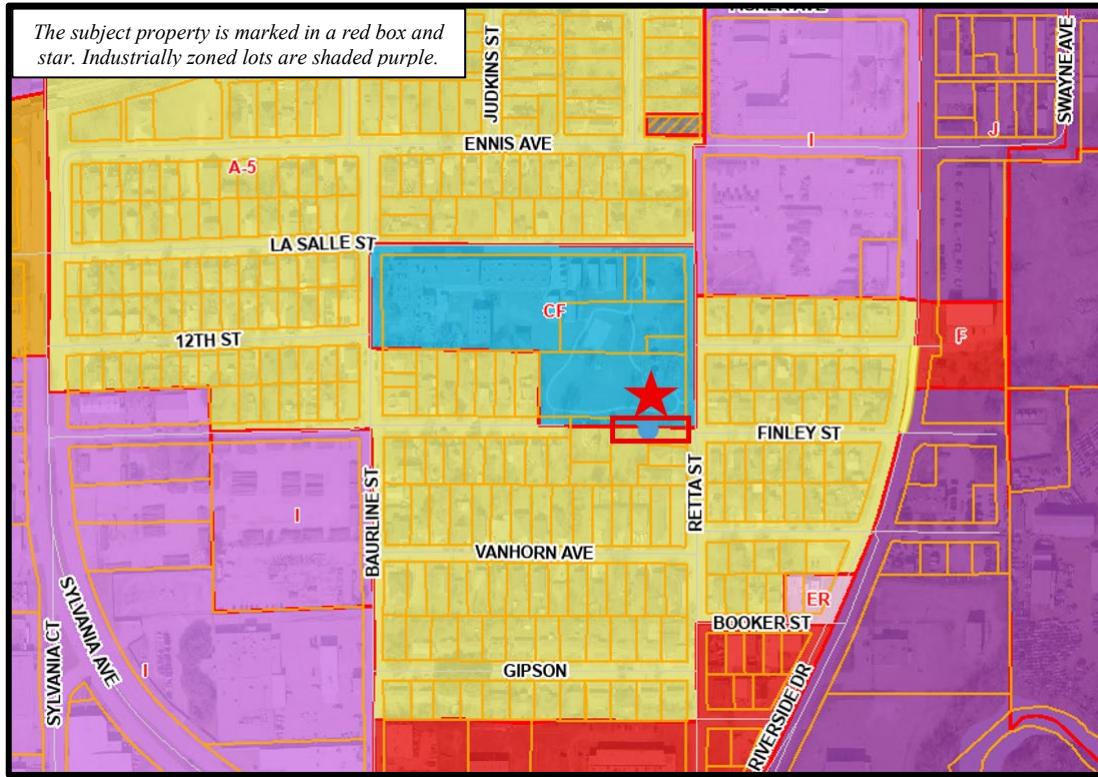 The subject property is marked in a red box and
star. Industrially zoned lots are shaded purple.
FISHER AVE
JUDKINS ST
SWAYNE AVE
ENNIS AVE
I
J
A-5
LA SALLE ST
CF
12TH ST
F
FINLEY ST
RETTA ST
BAURLINE ST
I
VANHORN AVE
SYLVANIA AVE
SYLVANIA CT
ER
BOOKER ST
I
GIPSON
RIVERSIDE DR